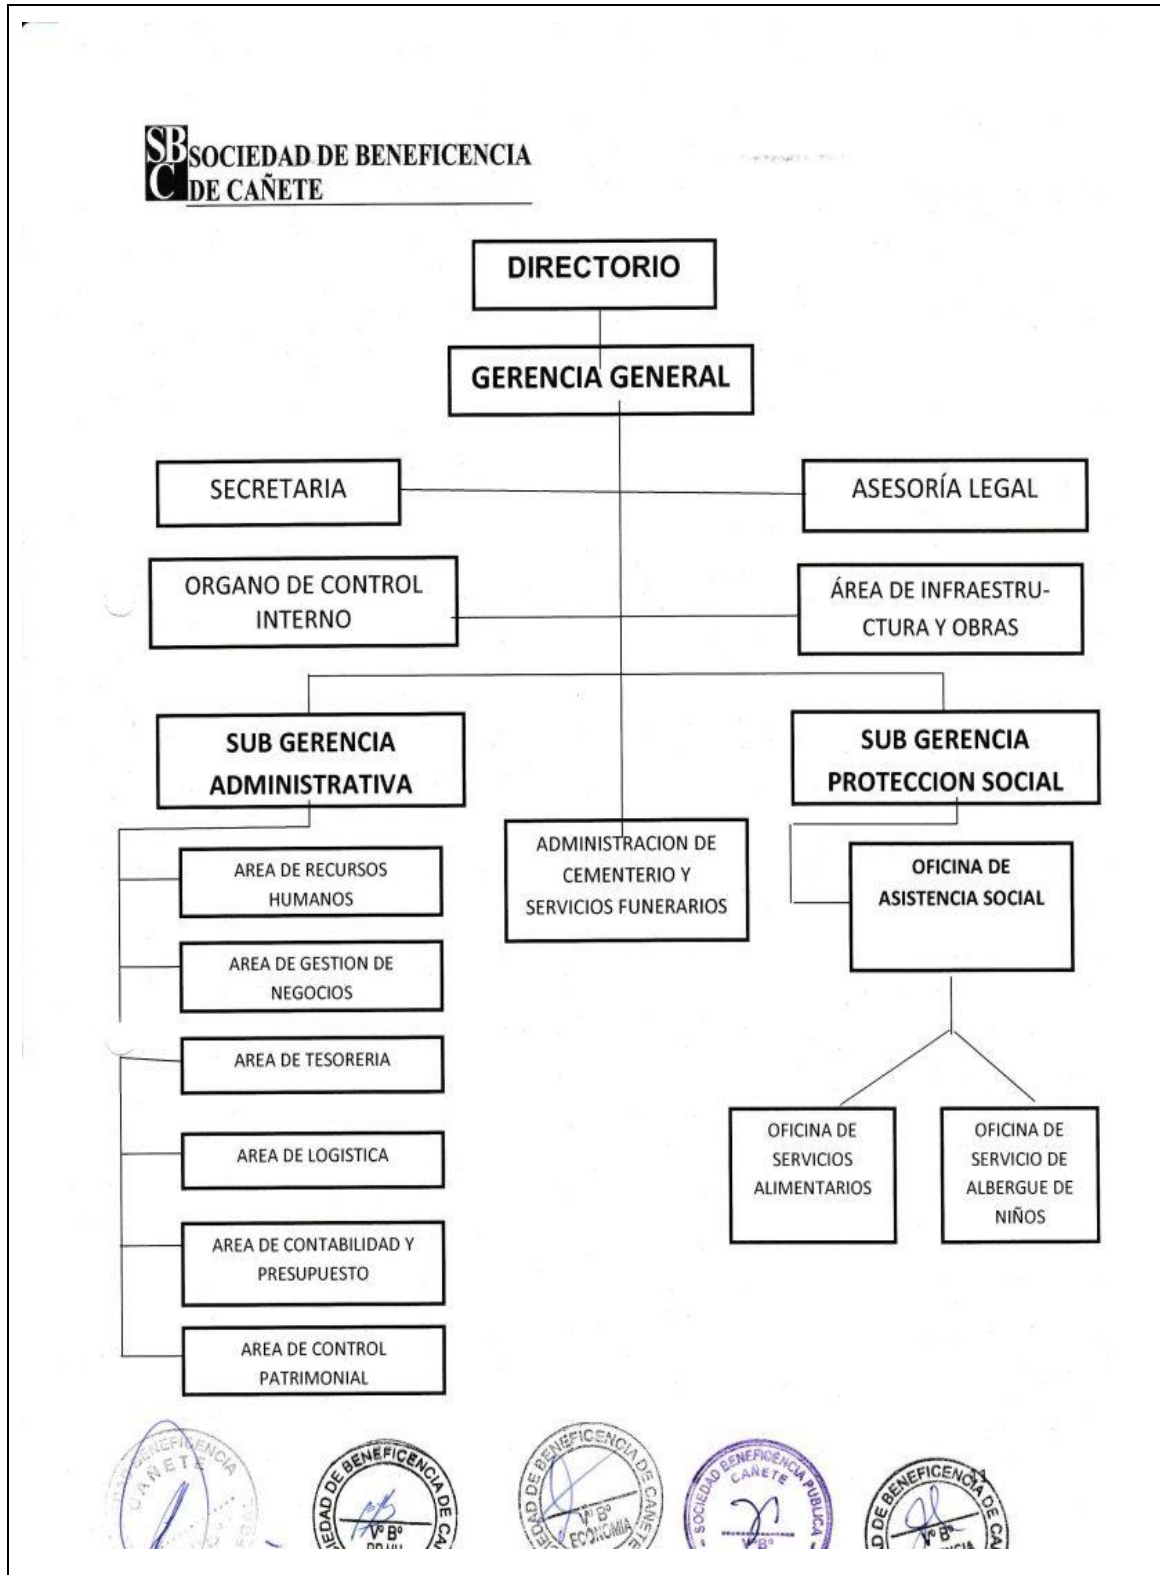 SBC
SOCIEDAD DE BENEFICENCIA
DE CAÑETE
DIRECTORIO
GERENCIA GENERAL
SECRETARIA
ASESORÍA LEGAL
ORGANO DE CONTROL
INTERNO
ÁREA DE INFRAESTRU-
CTURA Y OBRAS
SUB GERENCIA
ADMINISTRATIVA
SUB GERENCIA
PROTECCION SOCIAL
ADMINISTRACION DE
CEMENTERIO Y
SERVICIOS FUNERARIOS
OFICINA DE
ASISTENCIA SOCIAL
AREA DE RECURSOS
HUMANOS
AREA DE GESTION DE
NEGOCIOS
AREA DE TESORERIA
AREA DE LOGISTICA
AREA DE CONTABILIDAD Y
PRESUPUESTO
AREA DE CONTROL
PATRIMONIAL
OFICINA DE
SERVICIOS
ALIMENTARIOS
OFICINA DE
SERVICIO DE
ALBERGUE DE
NIÑOS
BENEFICENCIA
CAÑETE
BENEFICENCIA DE
Vº Bº
BENEFICENCIA DE CAÑETE
Vº Bº
ECONOMIA
SOCIEDAD BENEFICENCIA PUBLICA
CAÑETE
VºBº
BENEFICENCIA DE
Vº Bº